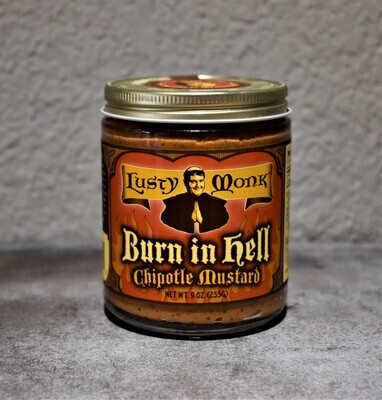 Lusty Monk
Burn in hell
Chipotle Mustard
NET WT. 9 OZ. (255G)